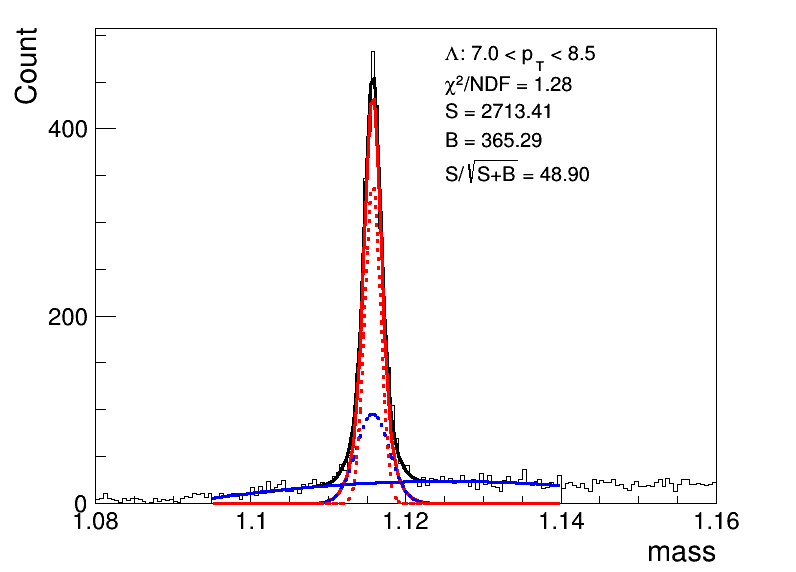 Count
Λ: 7.0 < p_T < 8.5
χ²/NDF = 1.28
S = 2713.41
B = 365.29
S/√S+B = 48.90
400
200
0
1.08 1.1 1.12 1.14 1.16
mass